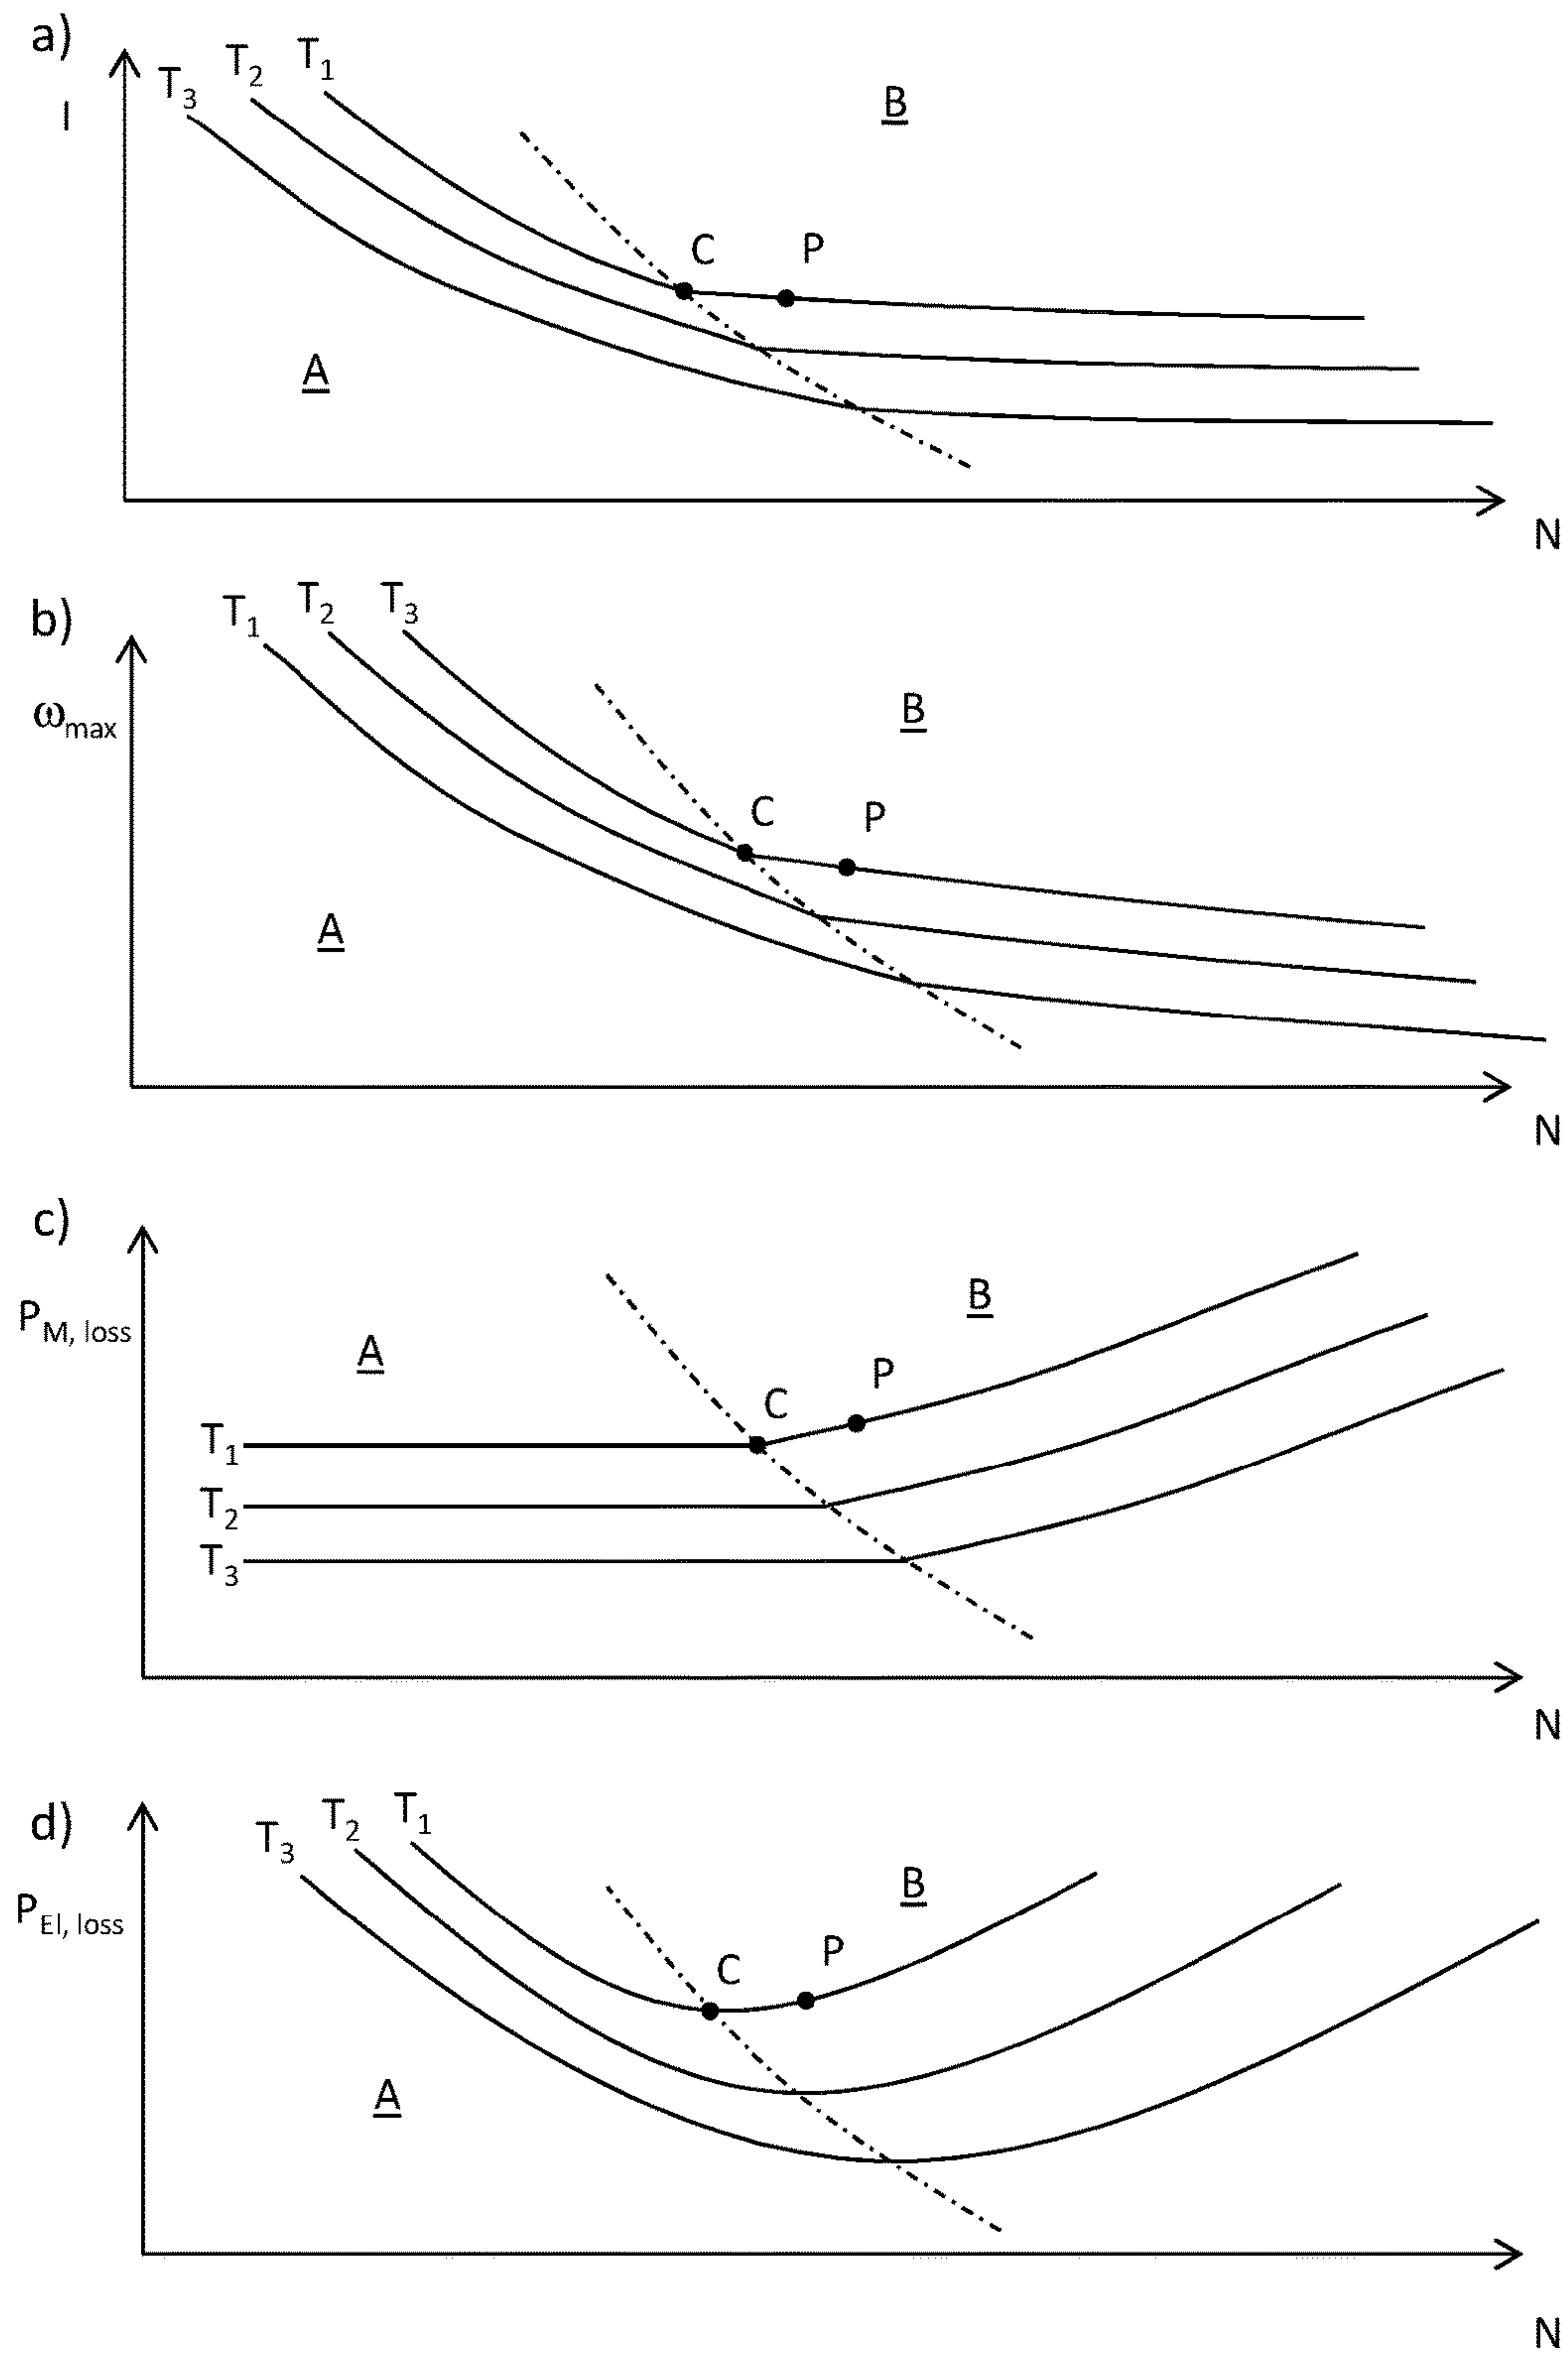 a)
I
T3 T2 T1
B
C P
A
N
b)
ωmax
T1 T2 T3
B
C P
A
N
c)
PM, loss
B
A
C P
T1
T2
T3
N
d)
PEl, loss
T3 T2 T1
B
C P
A
N